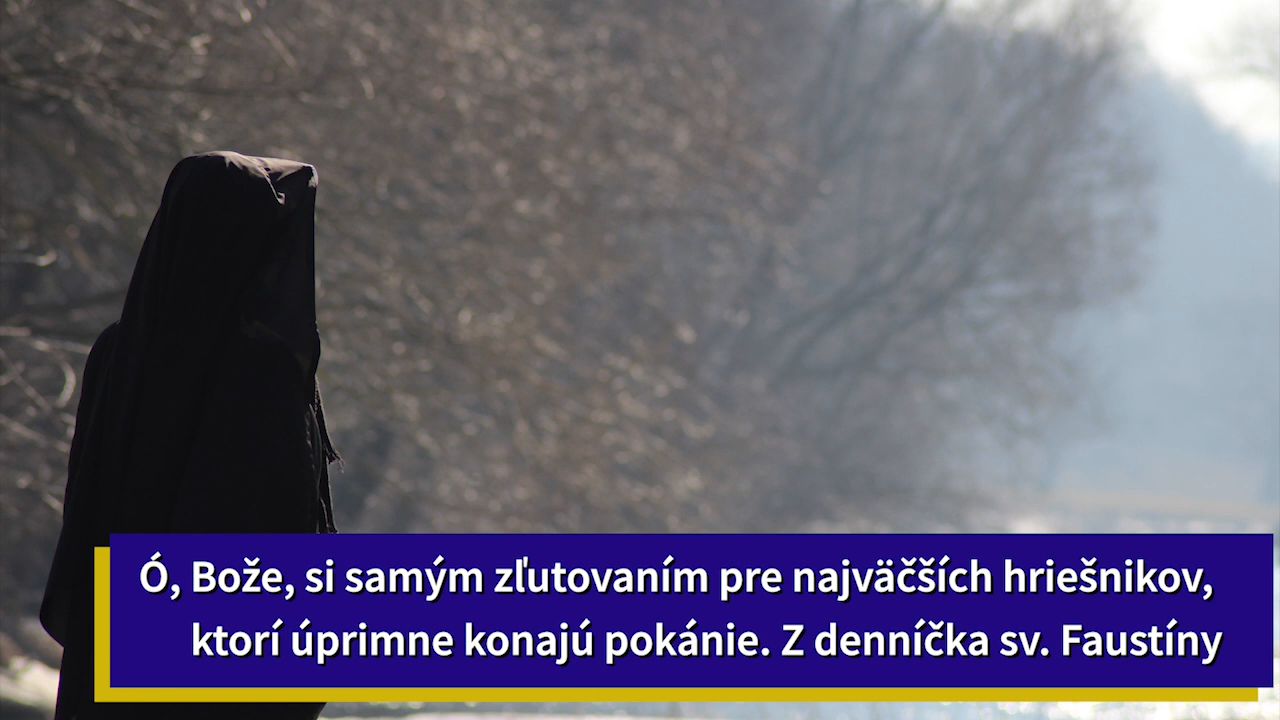 Ó, Bože, si samým zľutovaním pre najväčších hriešnikov,
ktorí úprimne konajú pokánie. Z denníčka sv. Faustíny